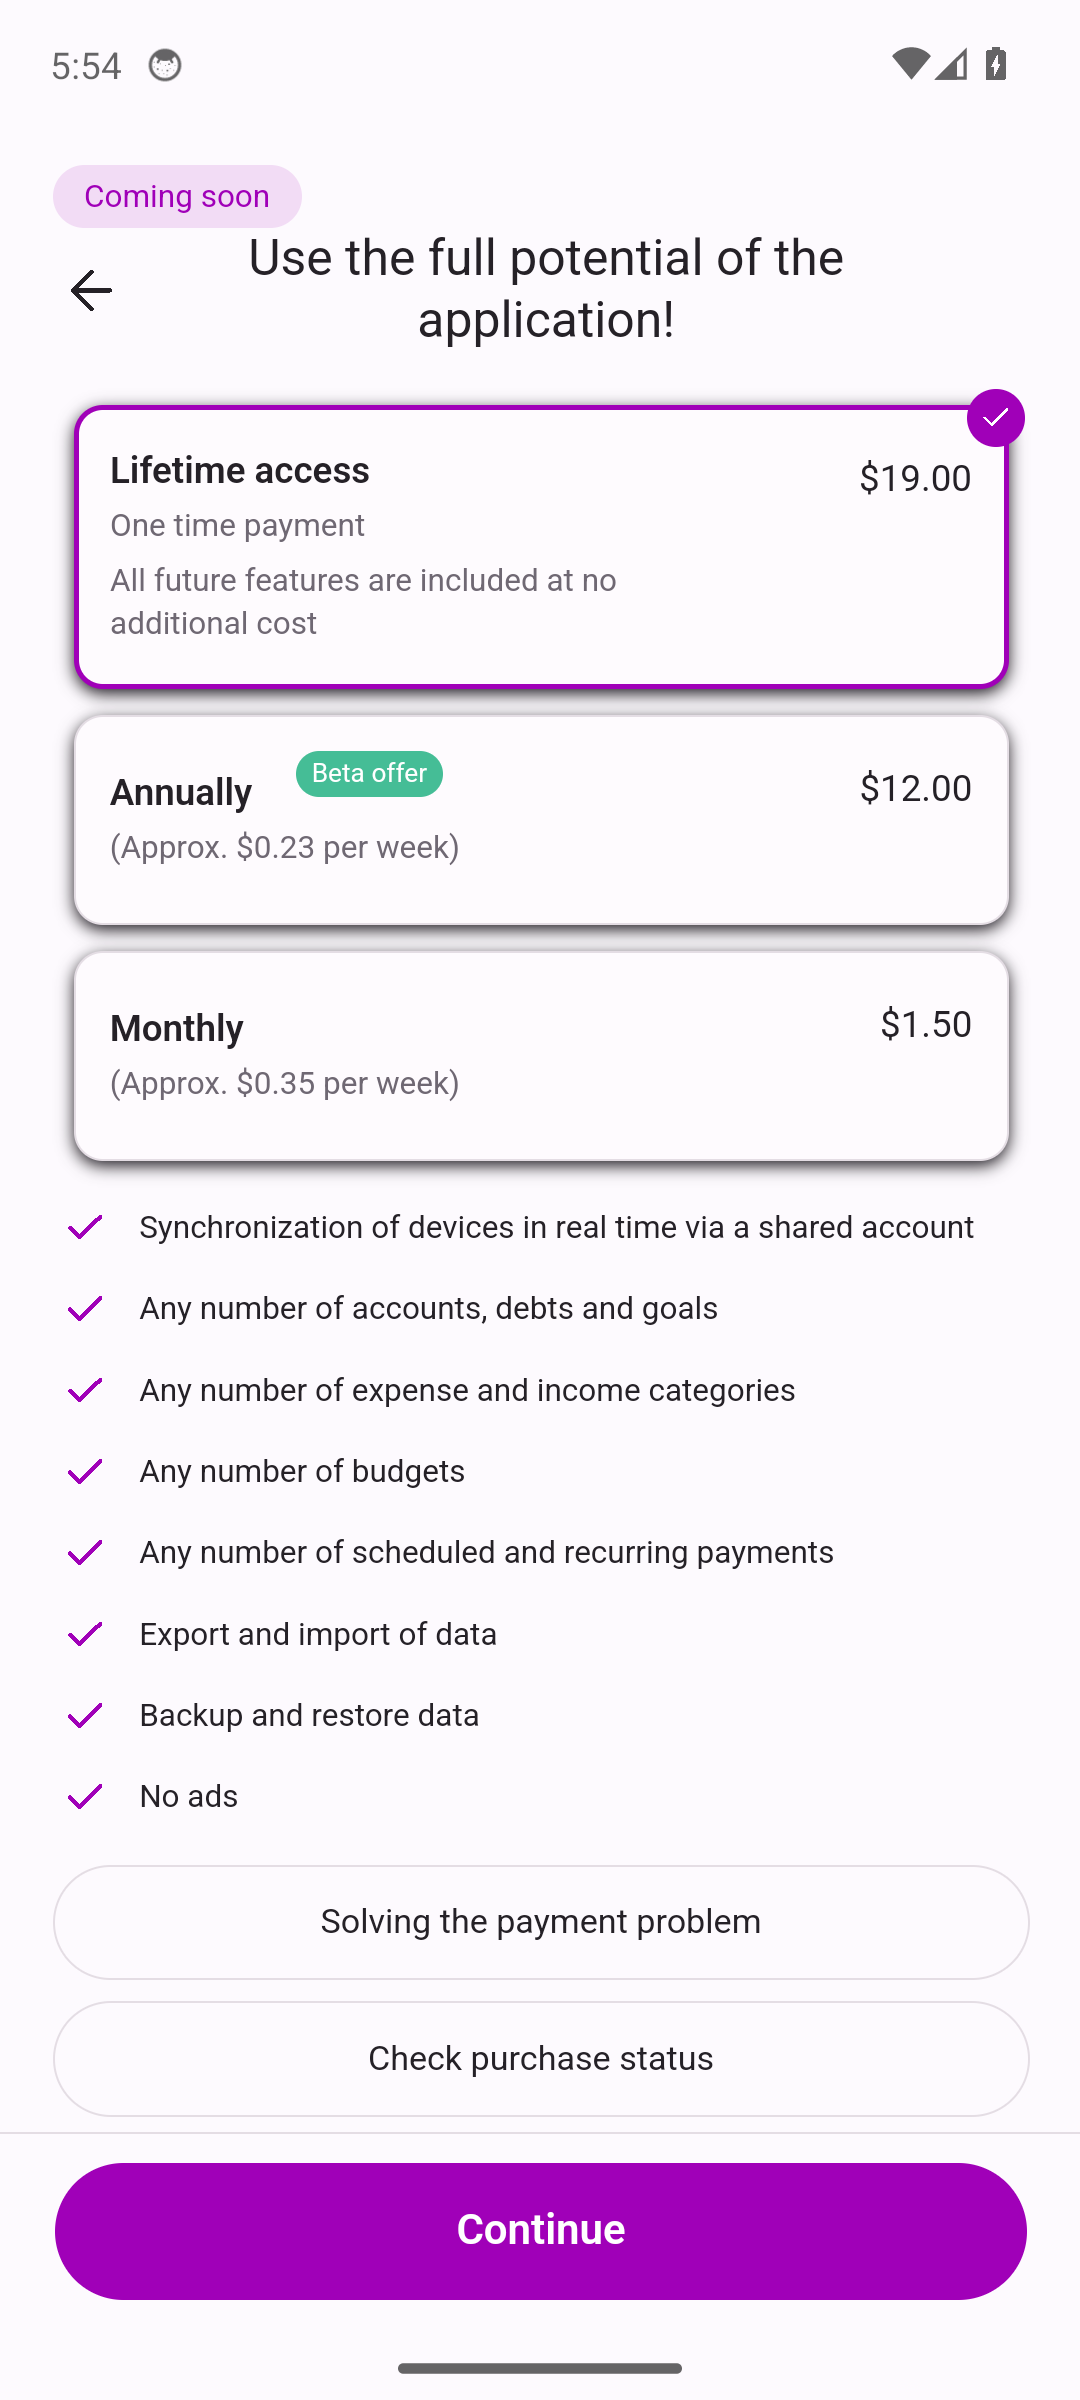 5:54
Coming soon
Use the full potential of the
application!
Lifetime access
$19.00
One time payment
All future features are included at no
additional cost
Annually
Beta offer
$12.00
(Approx. $0.23 per week)
Monthly
$1.50
(Approx. $0.35 per week)
Synchronization of devices in real time via a shared account
Any number of accounts, debts and goals
Any number of expense and income categories
Any number of budgets
Any number of scheduled and recurring payments
Export and import of data
Backup and restore data
No ads
Solving the payment problem
Check purchase status
Continue